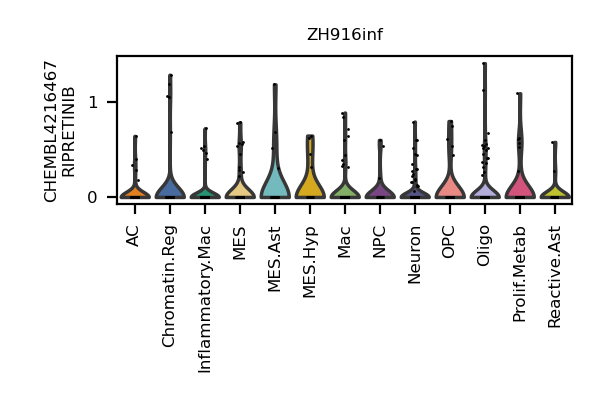 ZH916inf
CHEMBL4216467
RIPRETINIB
1
0
AC
Chromatin.Reg
Inflammatory.Mac
MES
MES.Ast
MES.Hyp
Mac
NPC
Neuron
OPC
Oligo
Prolif.Metab
Reactive.Ast